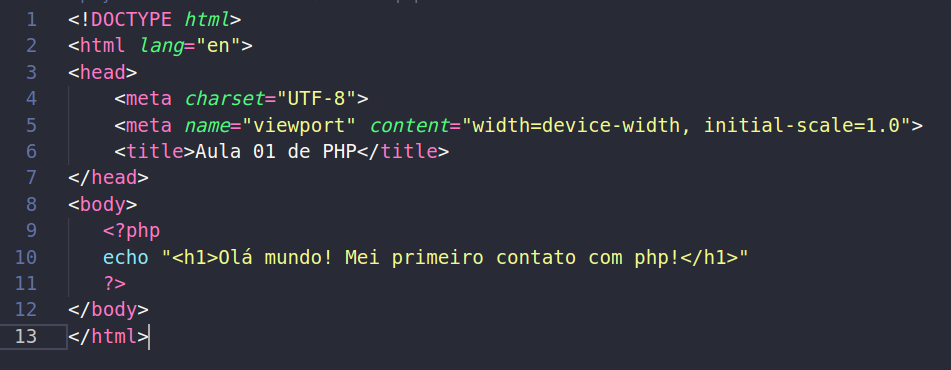 1 <!DOCTYPE html>
2 <html lang="en">
3 <head>
4 <meta charset="UTF-8">
5 <meta name="viewport" content="width=device-width, initial-scale=1.0">
6 <title>Aula 01 de PHP</title>
7 </head>
8 <body>
9 <?php
10 echo "<h1>Olá mundo! Mei primeiro contato com php!</h1>"
11 ?>
12 </body>
13 </html>